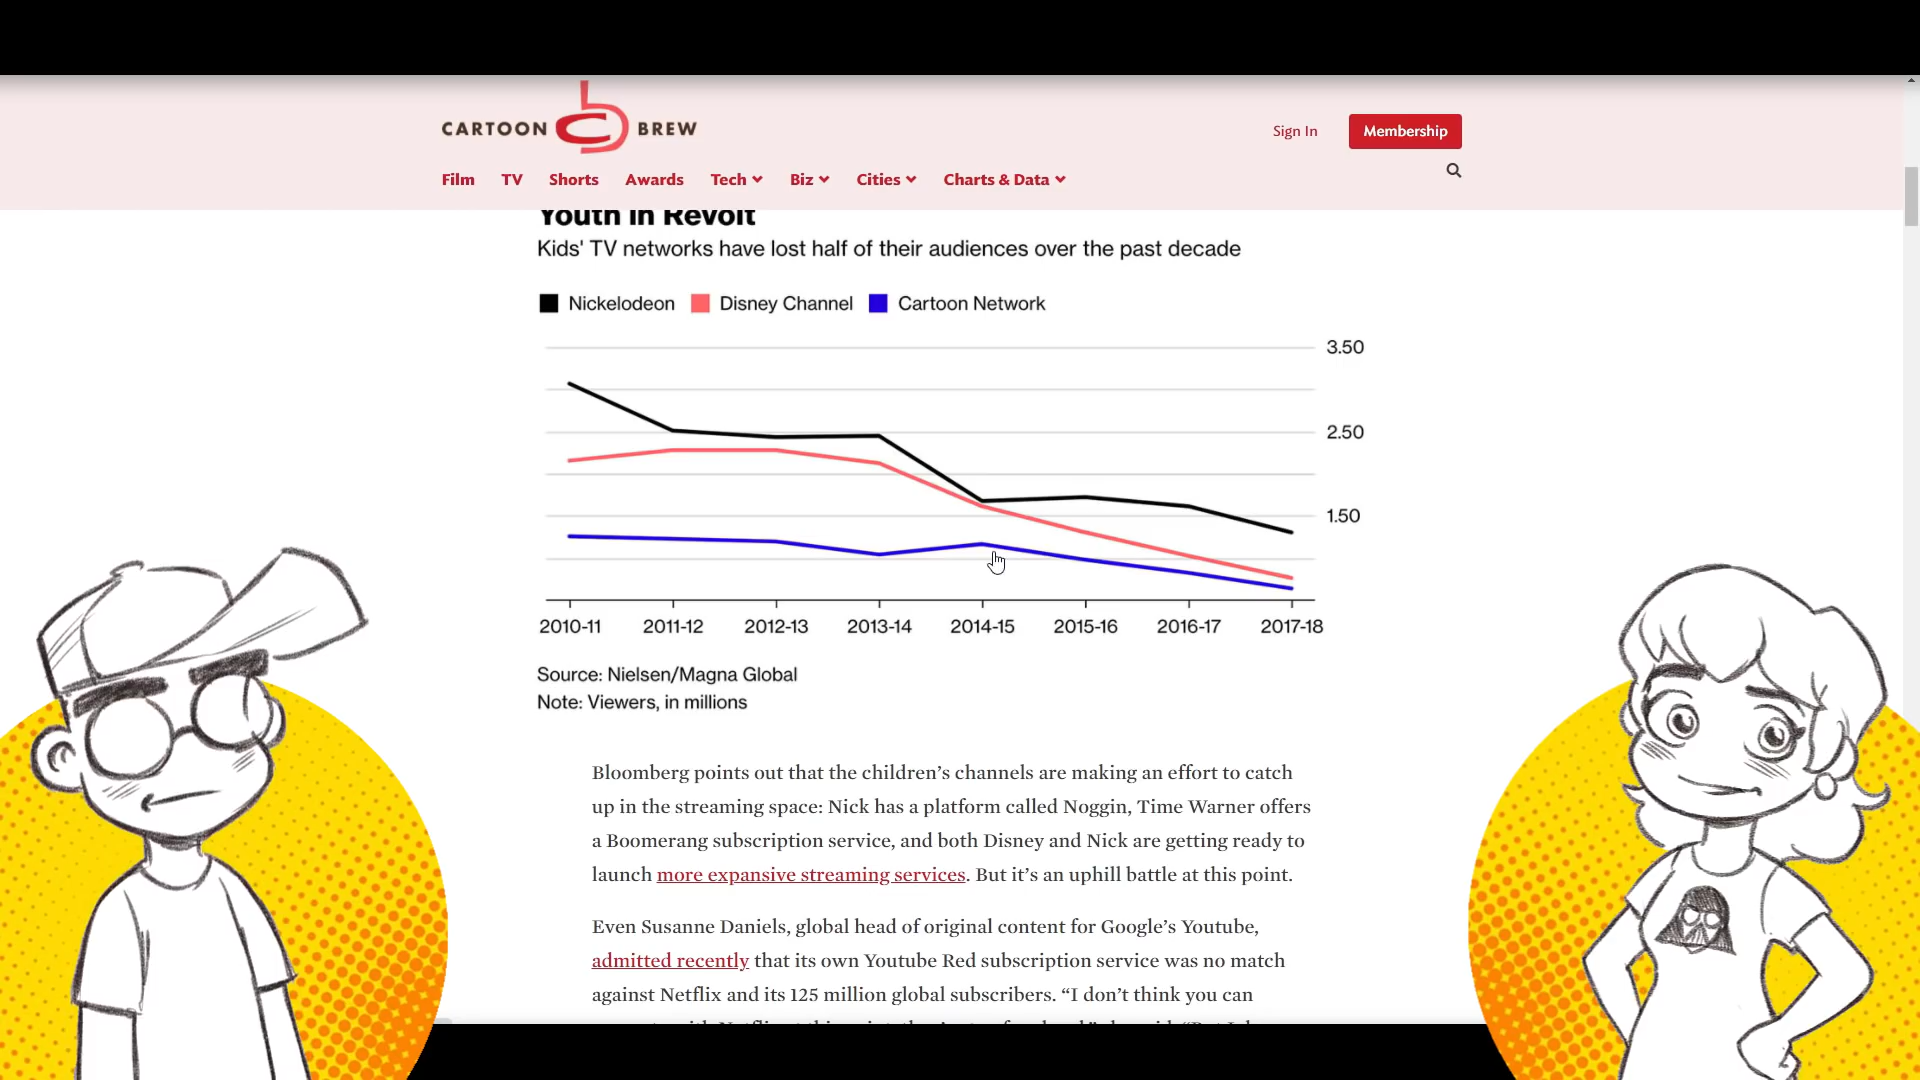 CARTOON BREW
Sign In
Membership
Film TV Shorts Awards Tech Biz Cities Charts & Data
Youth in Revolt
Kids' TV networks have lost half of their audiences over the past decade
Nickelodeon Disney Channel Cartoon Network
3.50
2.50
1.50
2010-11 2011-12 2012-13 2013-14 2014-15 2015-16 2016-17 2017-18
Source: Nielsen/Magna Global
Note: Viewers, in millions
Bloomberg points out that the children’s channels are making an effort to catch
up in the streaming space: Nick has a platform called Noggin, Time Warner offers
a Boomerang subscription service, and both Disney and Nick are getting ready to
launch more expansive streaming services. But it’s an uphill battle at this point.
Even Susanne Daniels, global head of original content for Google’s Youtube,
admitted recently that its own Youtube Red subscription service was no match
against Netflix and its 125 million global subscribers. “I don’t think you can